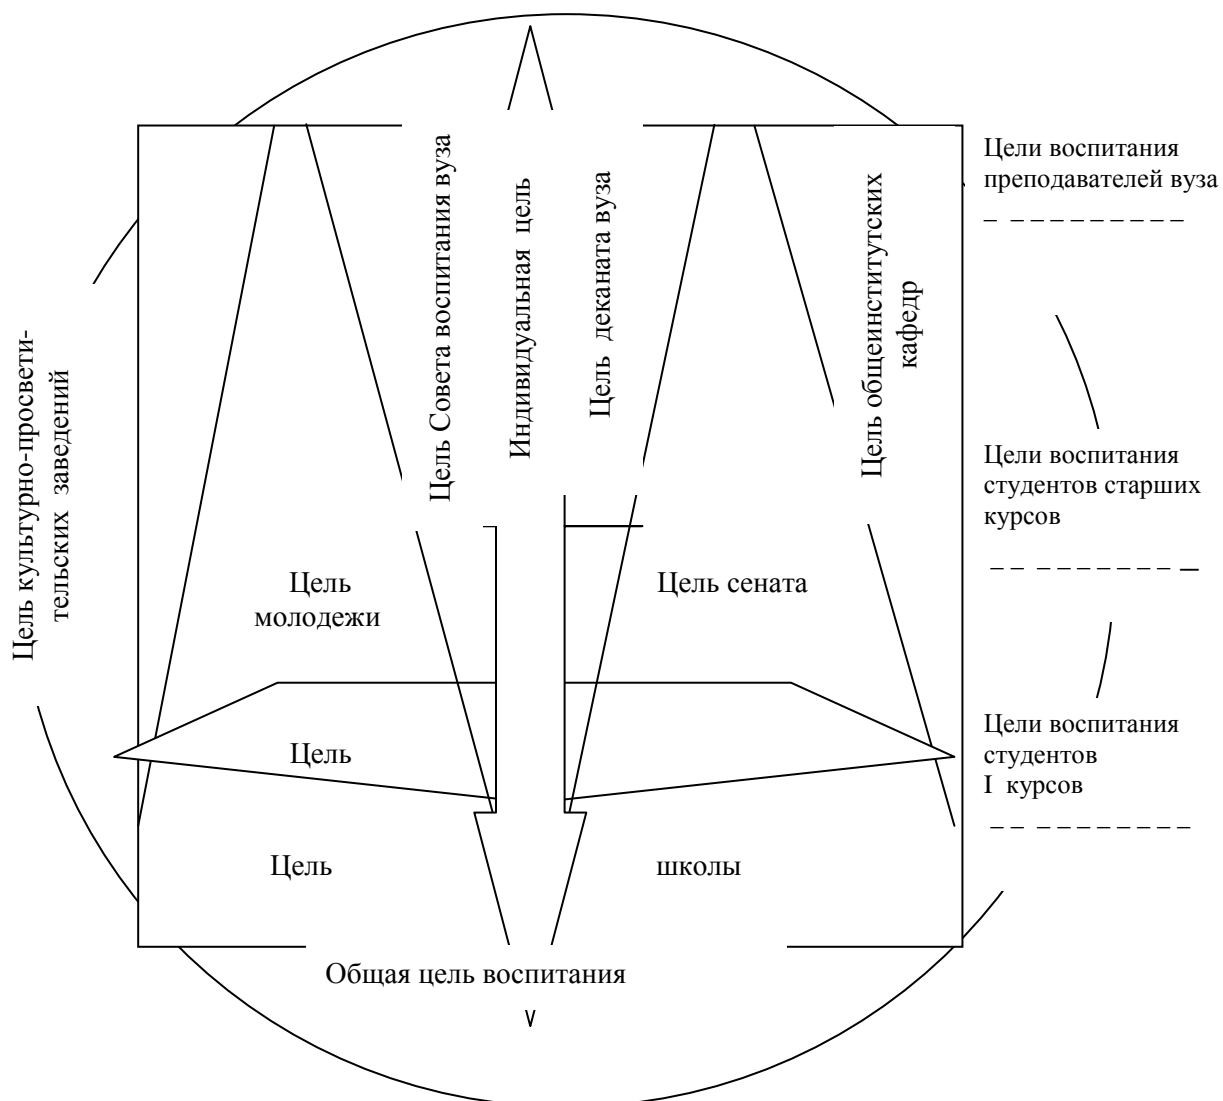 Цель культурно-просвети-
тельских заведений
Цель Совета воспитания вуза
Индивидуальная цель
Цель деканата вуза
Цель общеинститутских
кафедр
Цели воспитания
преподавателей вуза
Цели воспитания
студентов старших
курсов
Цель
молодежи
Цель сената
Цели воспитания
студентов
I курсов
Цель
Цель
школы
Общая цель воспитания